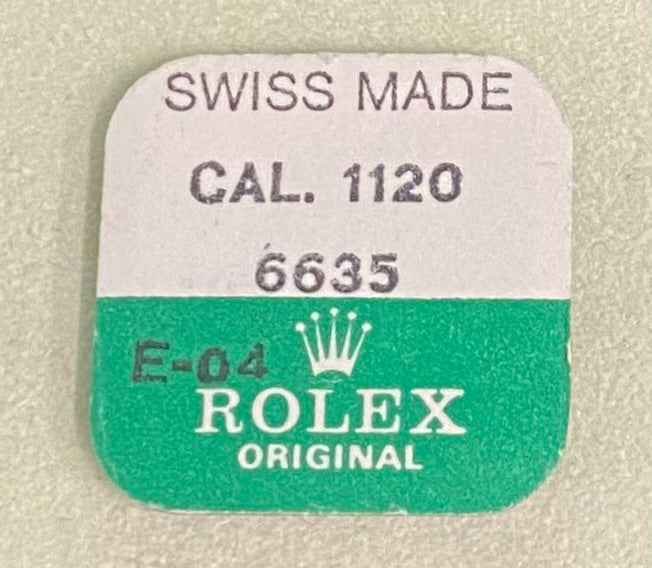 SWISS MADE
CAL. 1120
6635
E-04
ROLEX
ORIGINAL